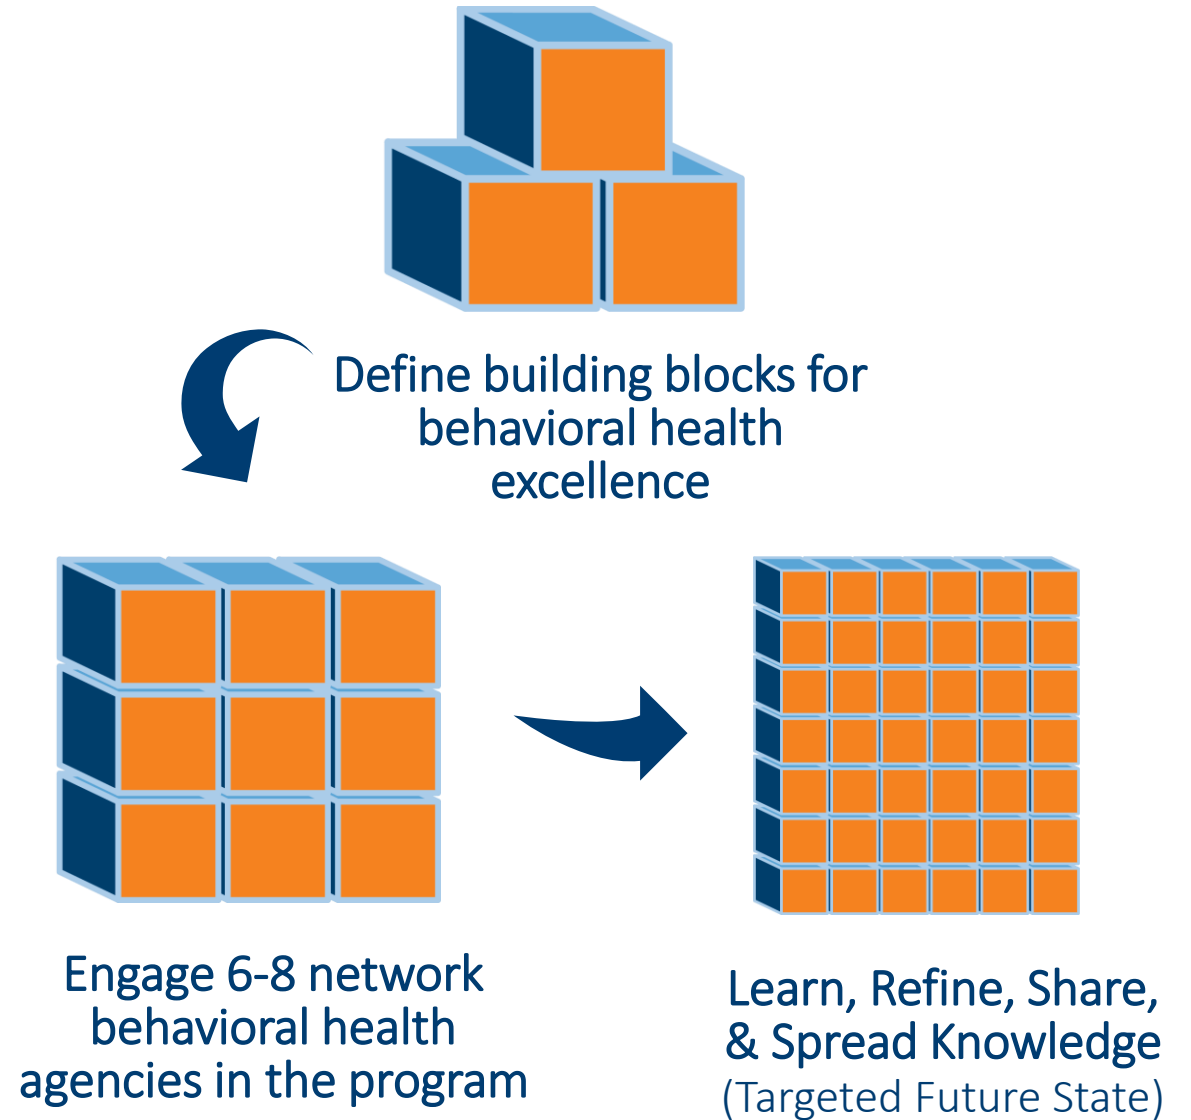 Define building blocks for
behavioral health
excellence
Engage 6-8 network
behavioral health
agencies in the program
Learn, Refine, Share,
& Spread Knowledge
(Targeted Future State)